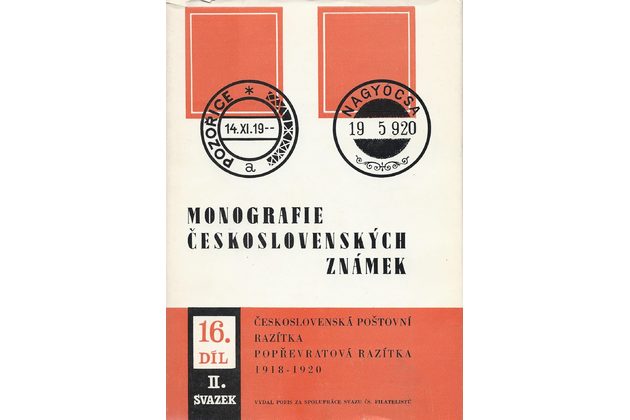 POZOŘICE *
14.XI.19--
a
NAGYÓCSA
19 5 920
MONOGRAFIE
ČESKOSLOVENSKÝCH
ZNÁMEK
16.
DÍL
II.
SVAZEK
ČESKOSLOVENSKÁ POŠTOVNÍ
RAZÍTKA
POPŘEVRATOVÁ RAZÍTKA
1918-1920
VYDAL POFIS ZA SPOLUPRÁCE SVAZU ČS. FILATELISTŮ